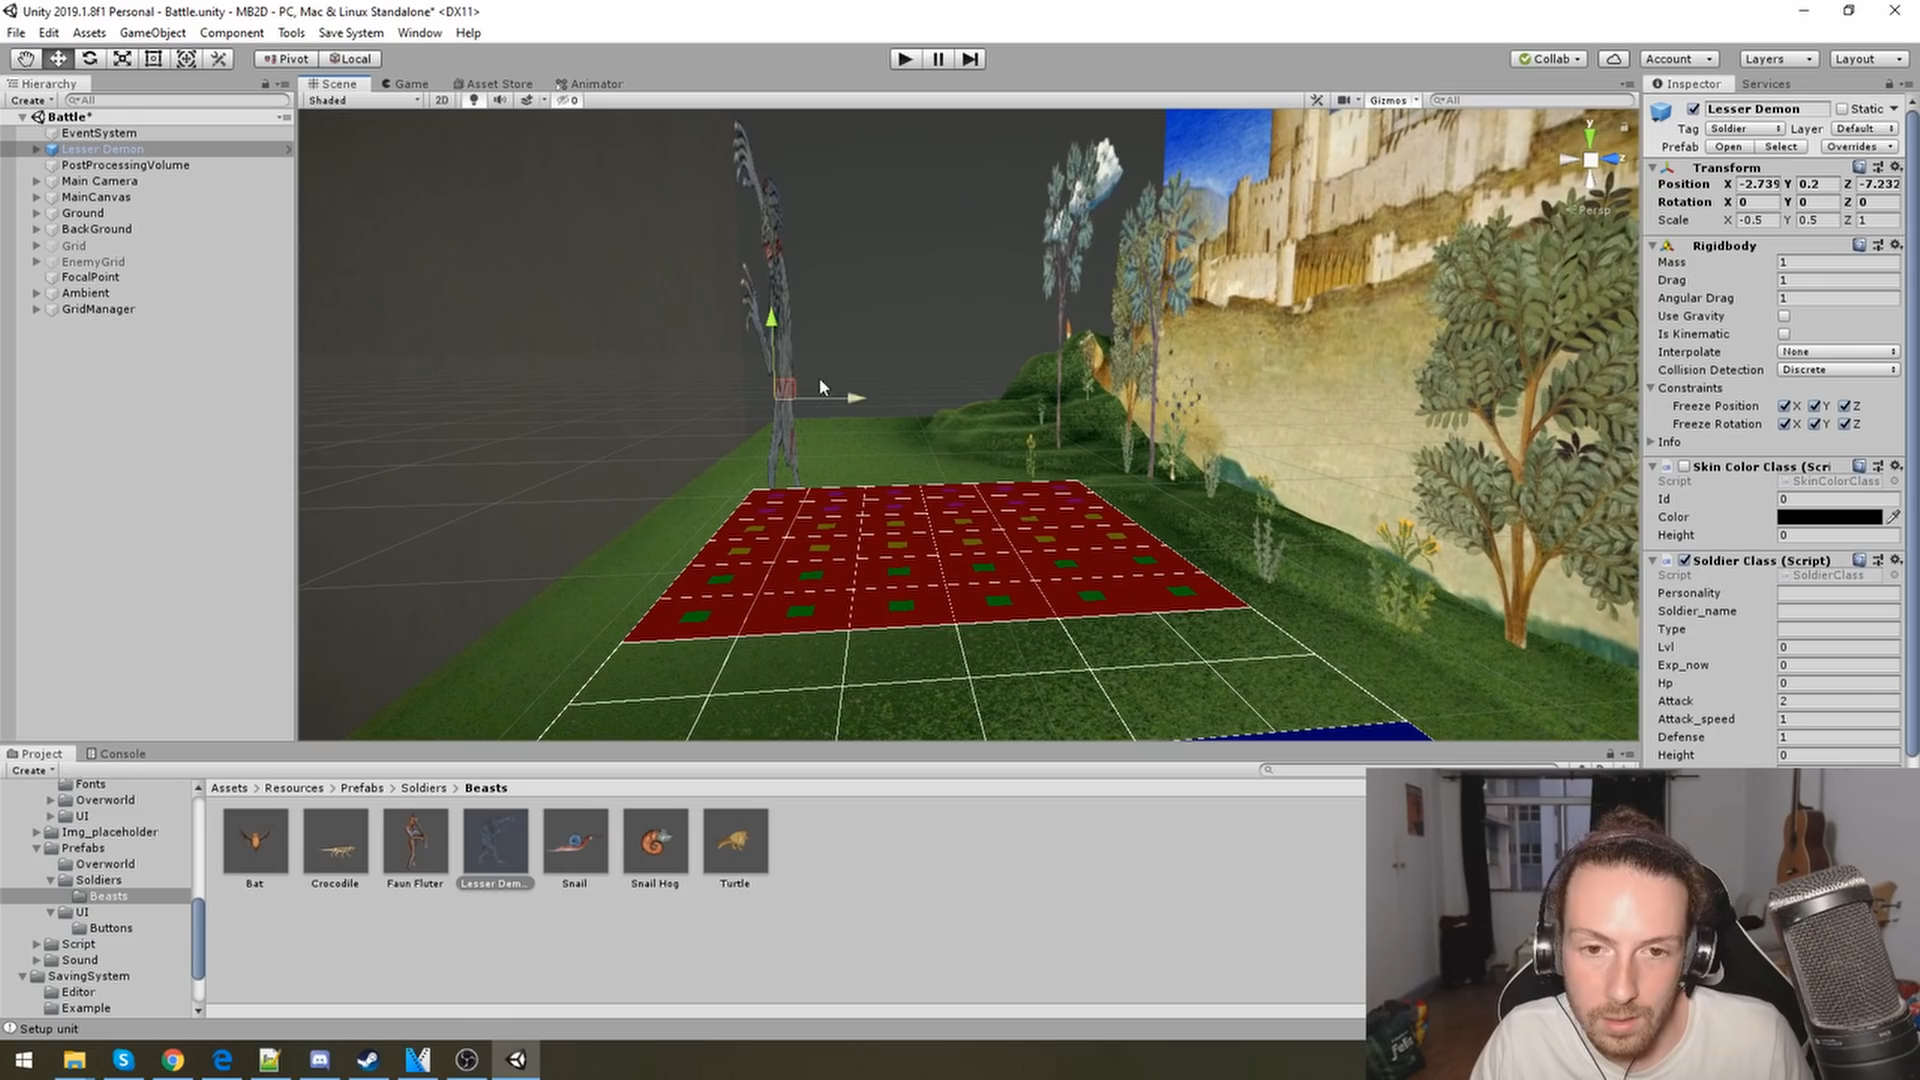 Unity 2019.1.8f1 Personal - Battle.unity - MB2D - PC, Mac & Linux Standalone* <DX11>
File Edit Assets GameObject Component Tools Save System Window Help
Pivot Local Collab Account Layers Layout
Hierarchy Scene Game Asset Store Animator Inspector Services
Create All Shaded 2D 0 Gizmos All
Battle*
EventSystem
Lesser Demon
PostProcessingVolume
Main Camera
MainCanvas
Ground
BackGround
Grid
EnemyGrid
FocalPoint
Ambient
GridManager
y
z
Persp
Lesser Demon Static
Tag Soldier Layer Default
Prefab Open Select Overrides
Transform
Position X -2.739 Y 0.2 Z -7.232
Rotation X 0 Y 0 Z 0
Scale X -0.5 Y 0.5 Z 1
Rigidbody
Mass 1
Drag 1
Angular Drag 1
Use Gravity
Is Kinematic
Interpolate None
Collision Detection Discrete
Constraints
Freeze Position X Y Z
Freeze Rotation X Y Z
Info
Skin Color Class (Scri
Script SkinColorClass
Id 0
Color
Height 0
Soldier Class (Script)
Script SoldierClass
Personality
Soldier_name
Type
Lvl 0
Exp_now 0
Hp 0
Attack 2
Attack_speed 1
Defense 1
Height 0
Project Console
Create
Fonts
Overworld
UI
Img_placeholder
Prefabs
Overworld
Soldiers
Beasts
UI
Buttons
Script
Sound
SavingSystem
Editor
Example
Assets > Resources > Prefabs > Soldiers > Beasts
Bat Crocodile Faun Fluter Lesser Dem... Snail Snail Hog Turtle
Setup unit